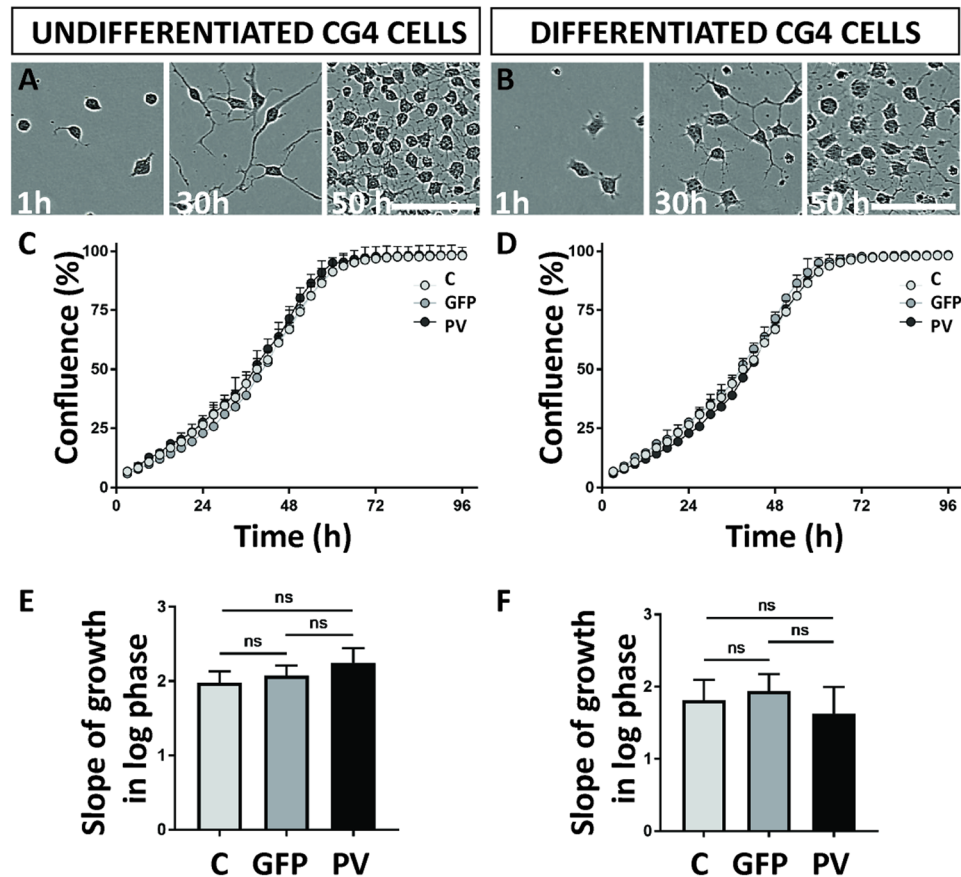 UNDIFFERENTIATED CG4 CELLS
DIFFERENTIATED CG4 CELLS
A
1h
30h
50 h
B
1h
30h
50 h
C
Confluence (%)
100
75
50
25
0
0 24 48 72 96
Time (h)
C
GFP
PV
D
Confluence (%)
100
75
50
25
0
0 24 48 72 96
Time (h)
C
GFP
PV
E
Slope of growth
in log phase
3
2
1
0
ns
ns
ns
C GFP PV
F
Slope of growth
in log phase
3
2
1
0
ns
ns
ns
C GFP PV